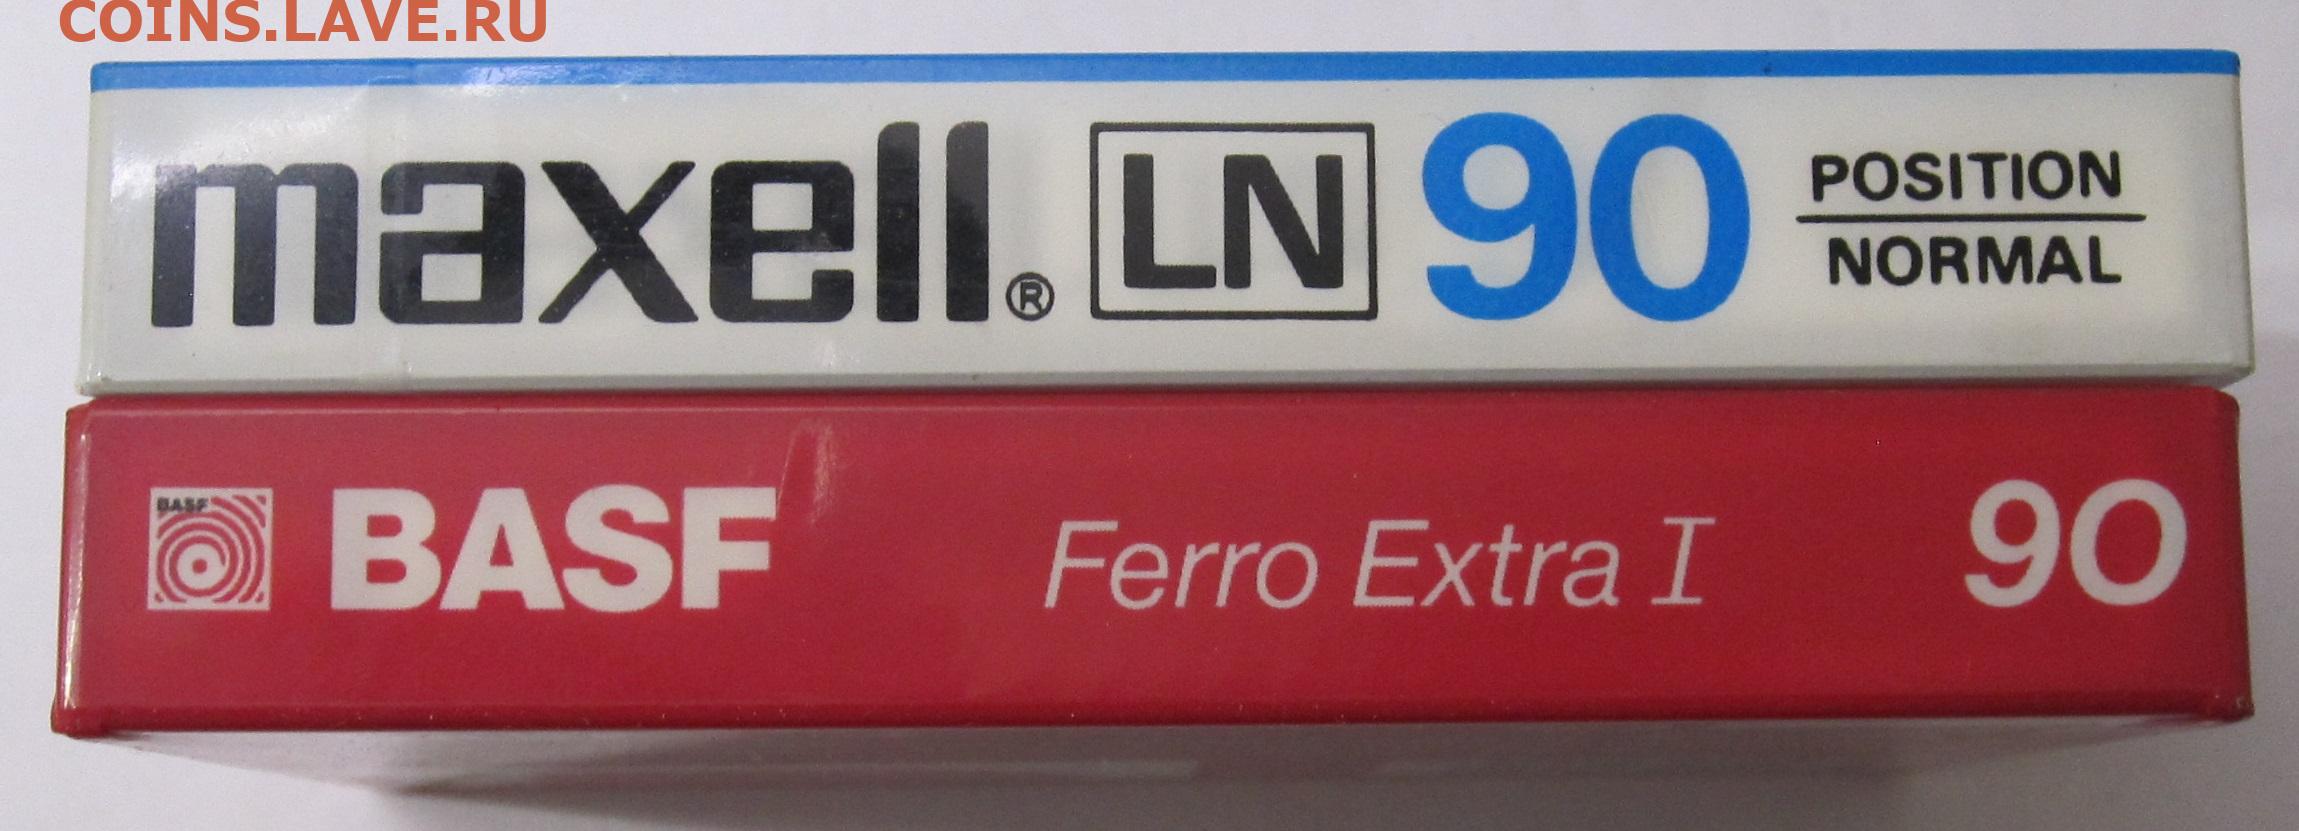 COINS.LAVE.RU
maxell® LN 90 POSITION
NORMAL
BASF BASF Ferro Extra I 90